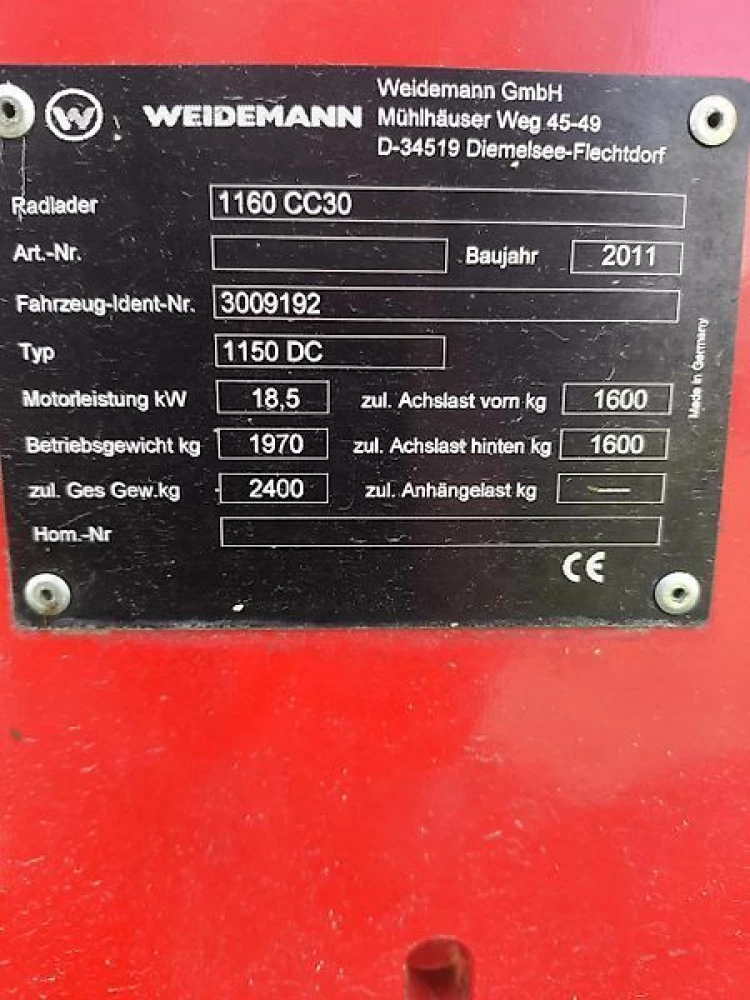 W WEIDEMANN
Weidemann GmbH
Mühlhäuser Weg 45-49
D-34519 Diemelsee-Flechtdorf
Radlader 1160 CC30
Art.-Nr. Baujahr 2011
Fahrzeug-Ident-Nr. 3009192
Typ 1150 DC
Motorleistung kW 18,5 zul. Achslast vorn kg 1600
Betriebsgewicht kg 1970 zul. Achslast hinten kg 1600
zul. Ges Gew.kg 2400 zul. Anhängelast kg —
Hom.-Nr
CE
Made in Germany